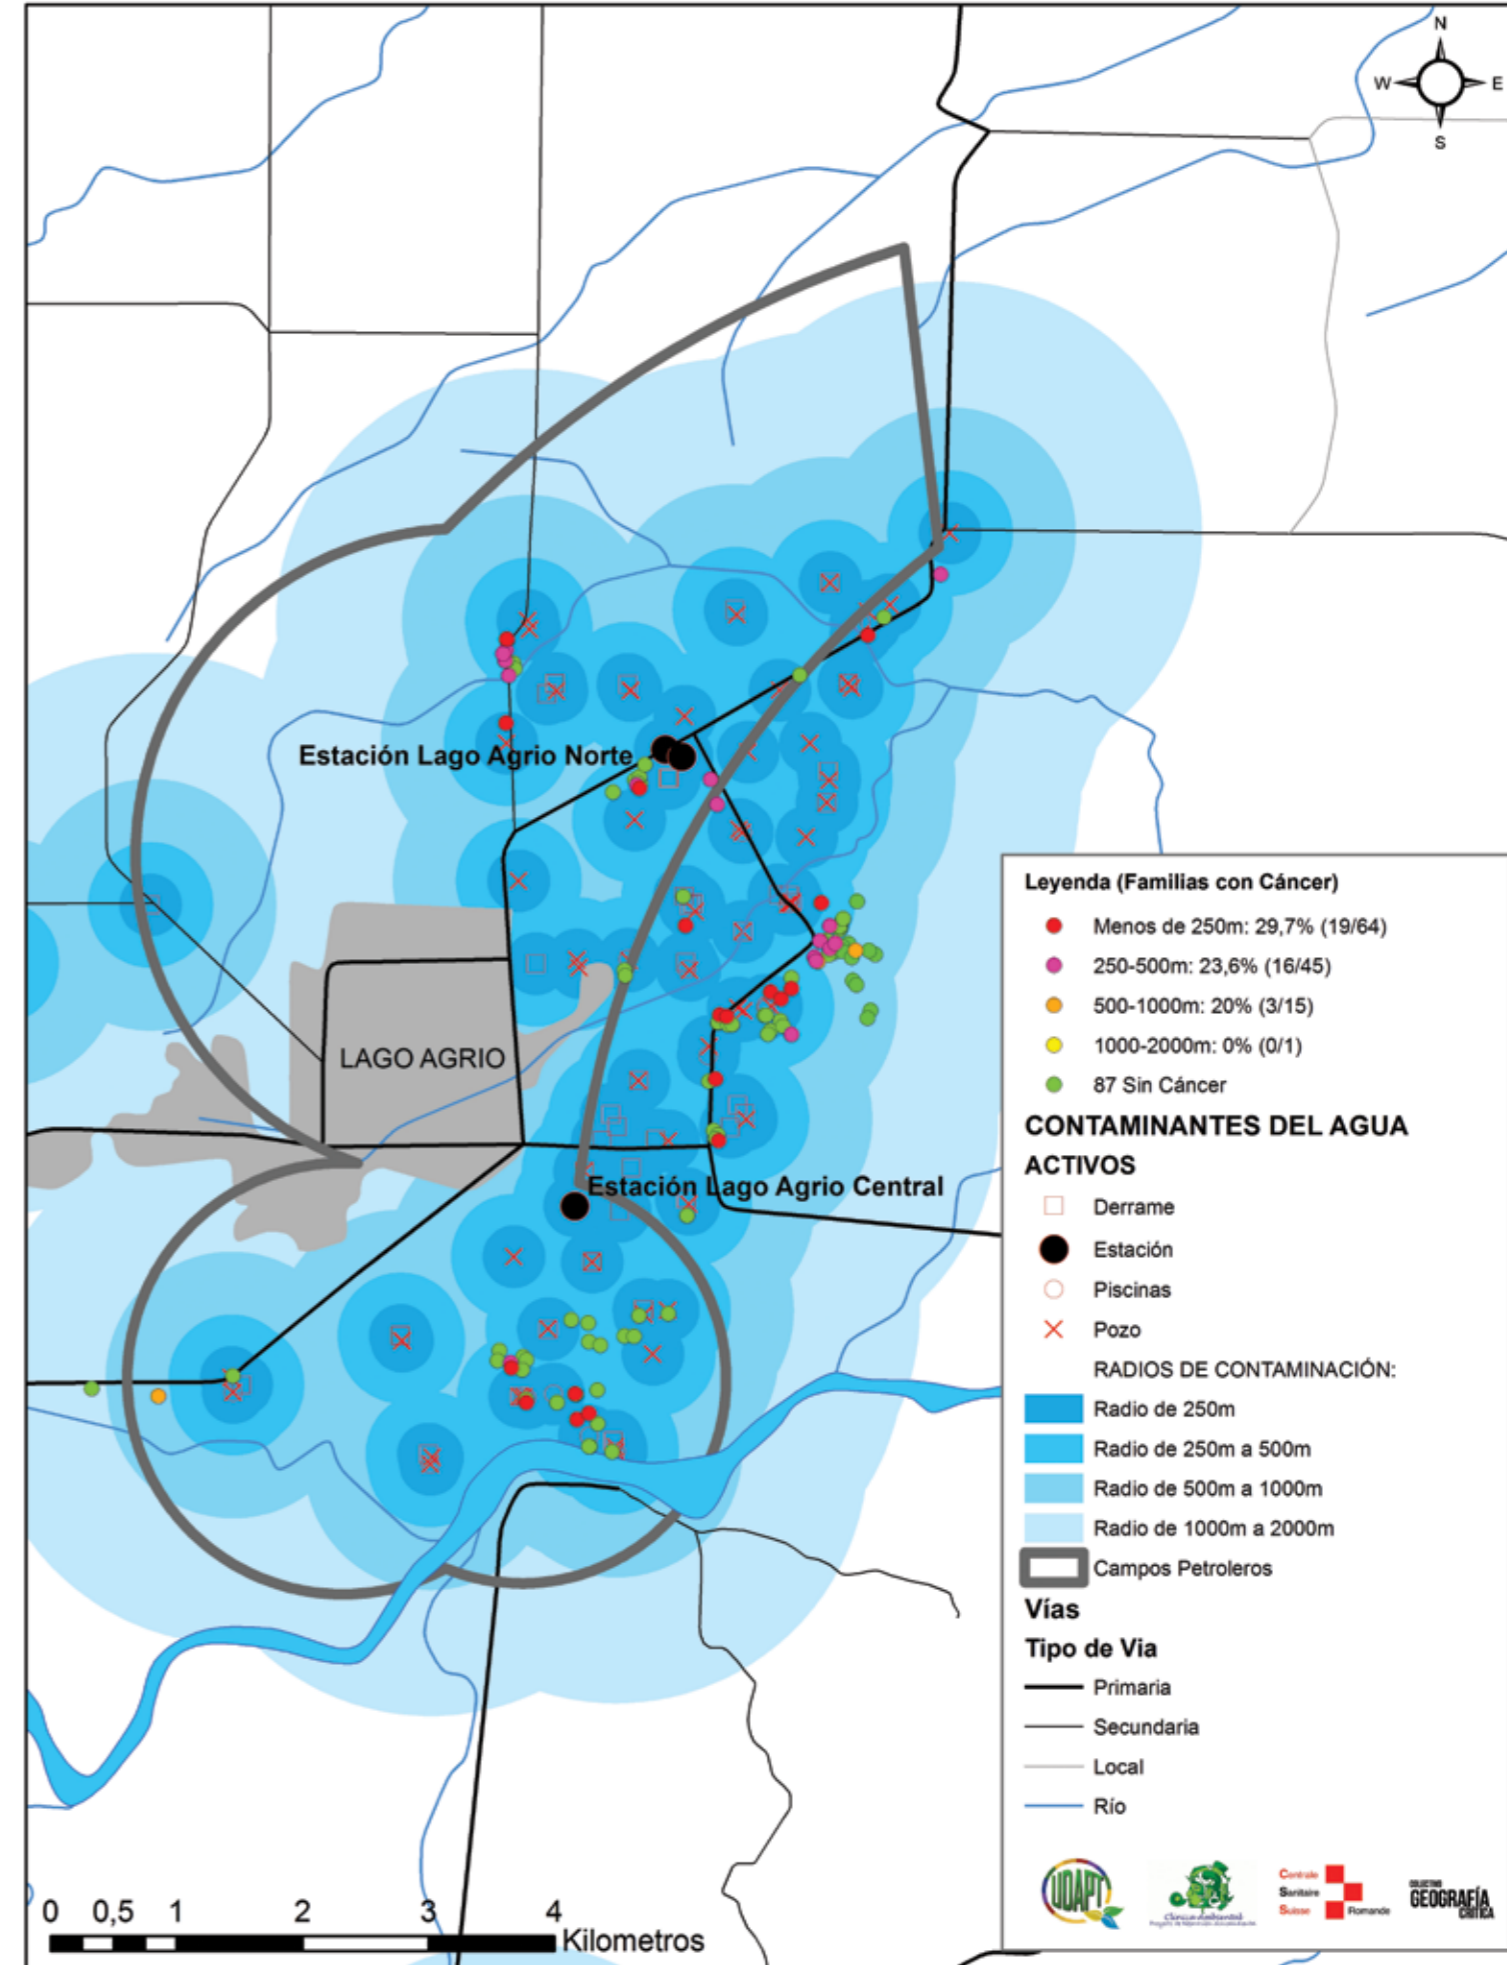 N
W E
S
Estación Lago Agrio Norte
LAGO AGRIO
Estación Lago Agrio Central
Leyenda (Familias con Cáncer)
Menos de 250m: 29,7% (19/64)
250-500m: 23,6% (16/45)
500-1000m: 20% (3/15)
1000-2000m: 0% (0/1)
87 Sin Cáncer
CONTAMINANTES DEL AGUA
ACTIVOS
Derrame
Estación
Piscinas
Pozo
RADIOS DE CONTAMINACIÓN:
Radio de 250m
Radio de 250m a 500m
Radio de 500m a 1000m
Radio de 1000m a 2000m
Campos Petroleros
Vías
Tipo de Via
Primaria
Secundaria
Local
Río
UDAPT
Clínica Ambiental
Centrale
Sanitaire
Suisse Romande
COLECTIVO
GEOGRAFÍA
CRÍTICA
0 0,5 1 2 3 4
Kilometros